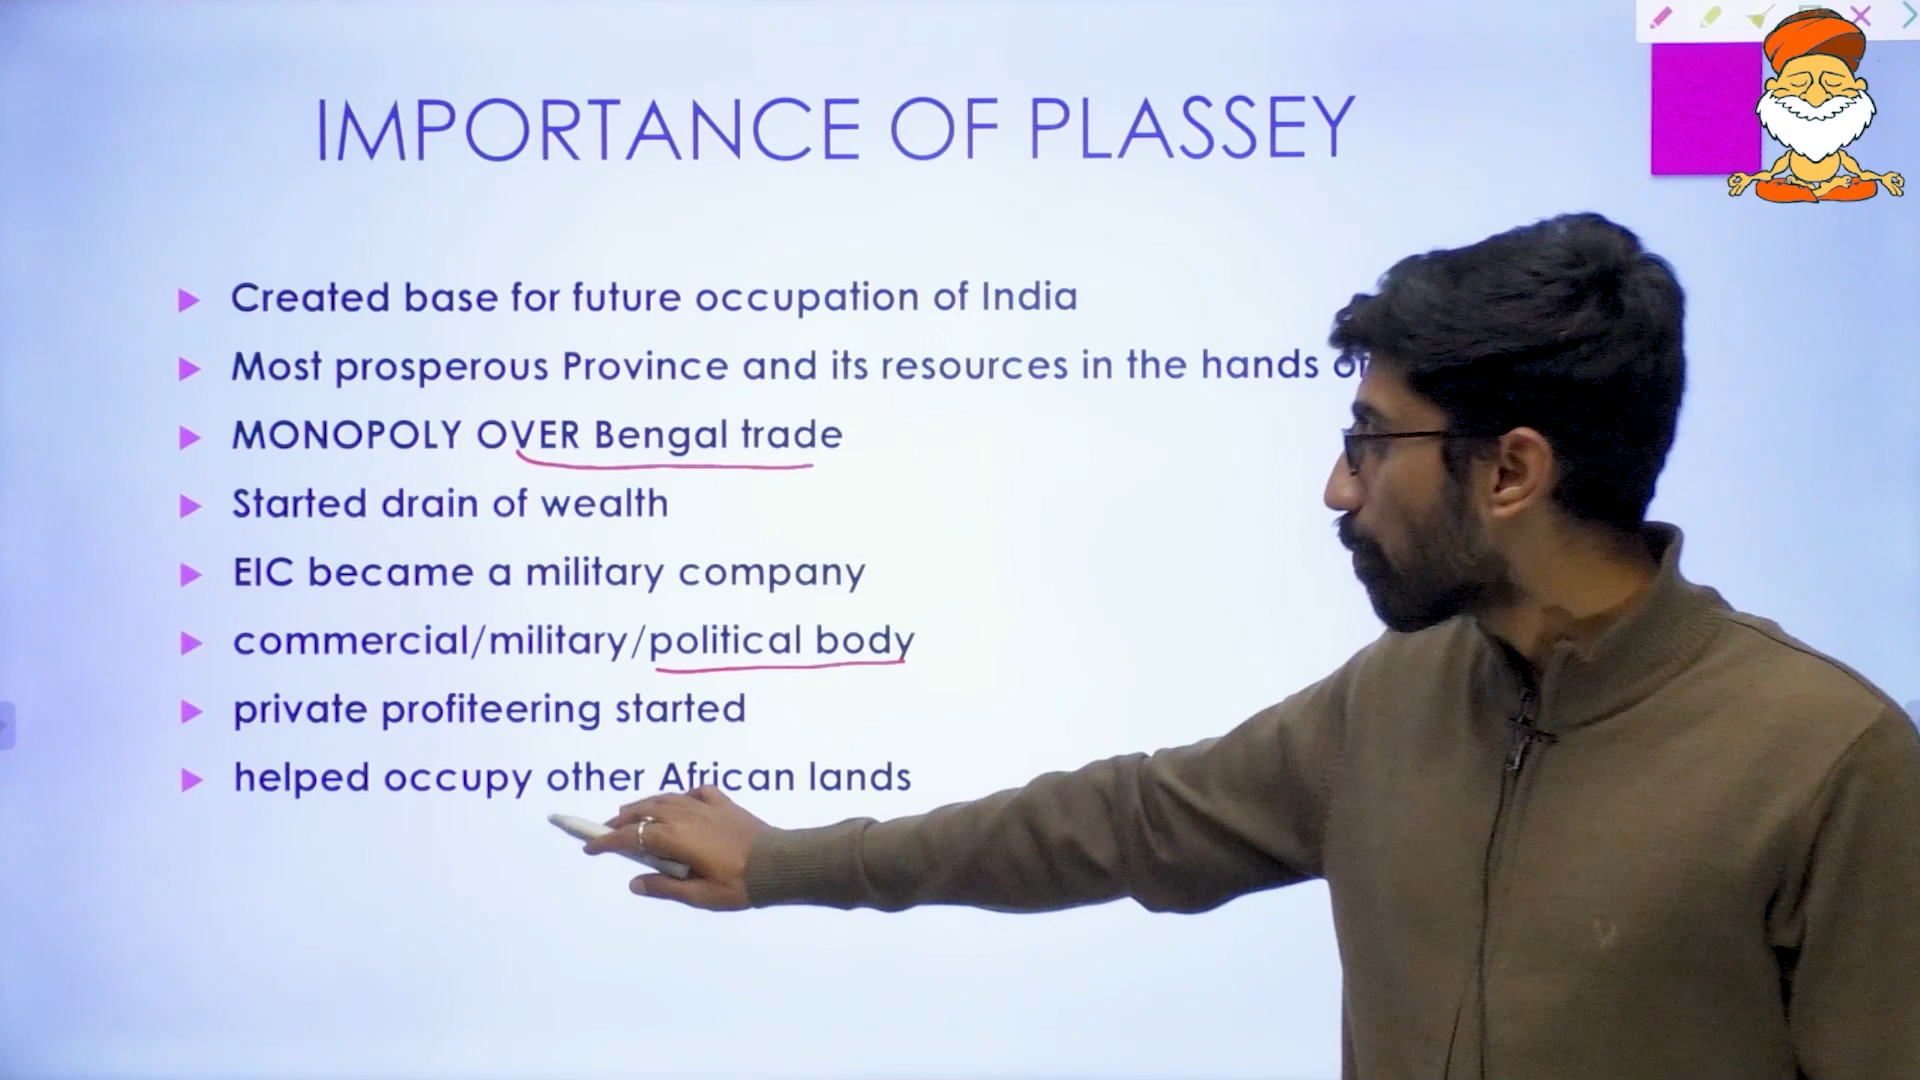 IMPORTANCE OF PLASSEY
Created base for future occupation of India
Most prosperous Province and its resources in the hands of
MONOPOLY OVER Bengal trade
Started drain of wealth
EIC became a military company
commercial/military/political body
private profiteering started
helped occupy other African lands